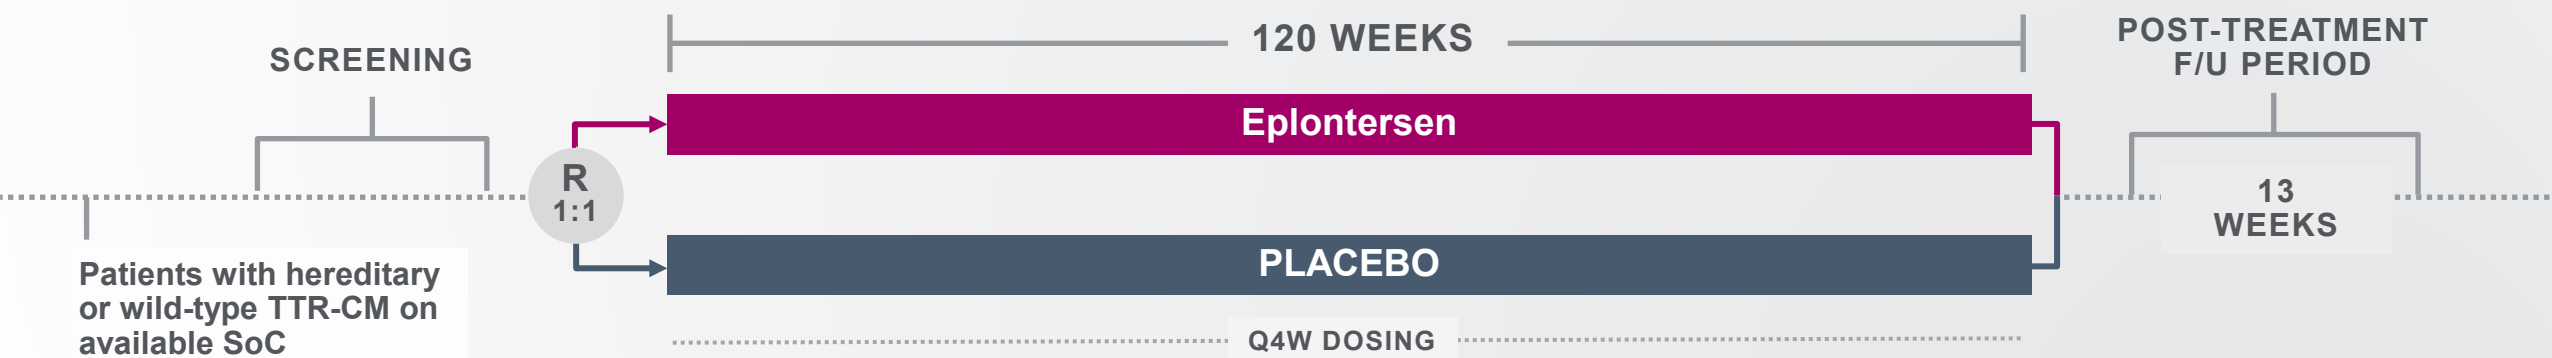 SCREENING
Patients with hereditary
or wild-type TTR-CM on
available SoC
R
1:1
120 WEEKS
Eplontersen
PLACEBO
Q4W DOSING
POST-TREATMENT
F/U PERIOD
13
WEEKS